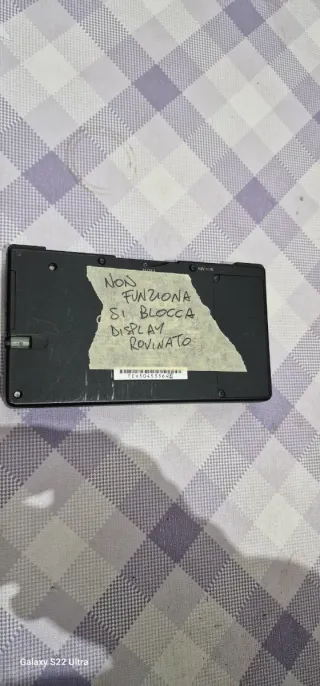 NON
FUNZIONA
SI BLOCCA
DISPLAY
ROVINATO
Galaxy S22 Ultra